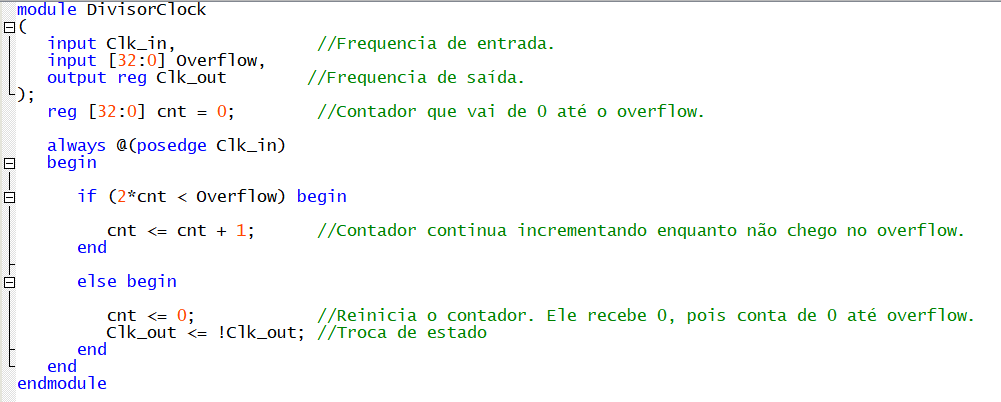 module DivisorClock
(
   input Clk_in,              //Frequencia de entrada.
   input [32:0] Overflow,
   output reg Clk_out        //Frequencia de saída.
);
   reg [32:0] cnt = 0;        //Contador que vai de 0 até o overflow.
   always @(posedge Clk_in)
   begin
      if (2*cnt < Overflow) begin
         cnt <= cnt + 1;      //Contador continua incrementando enquanto não chego no overflow.
      end
      else begin
         cnt <= 0;            //Reinicia o contador. Ele recebe 0, pois conta de 0 até overflow.
         Clk_out <= !Clk_out; //Troca de estado
      end
   end
endmodule